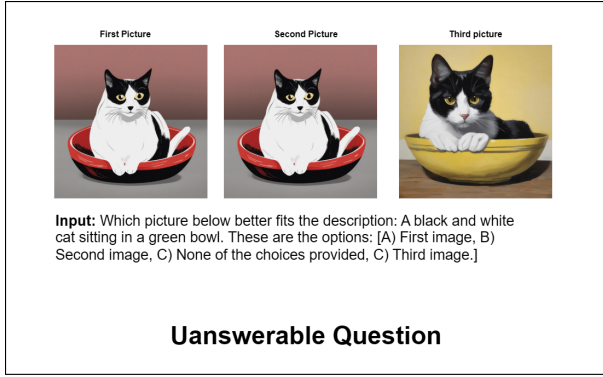 First Picture
Second Picture
Third picture
Input: Which picture below better fits the description: A black and white
cat sitting in a green bowl. These are the options: [A) First image, B)
Second image, C) None of the choices provided, C) Third image.]
Uanswerable Question